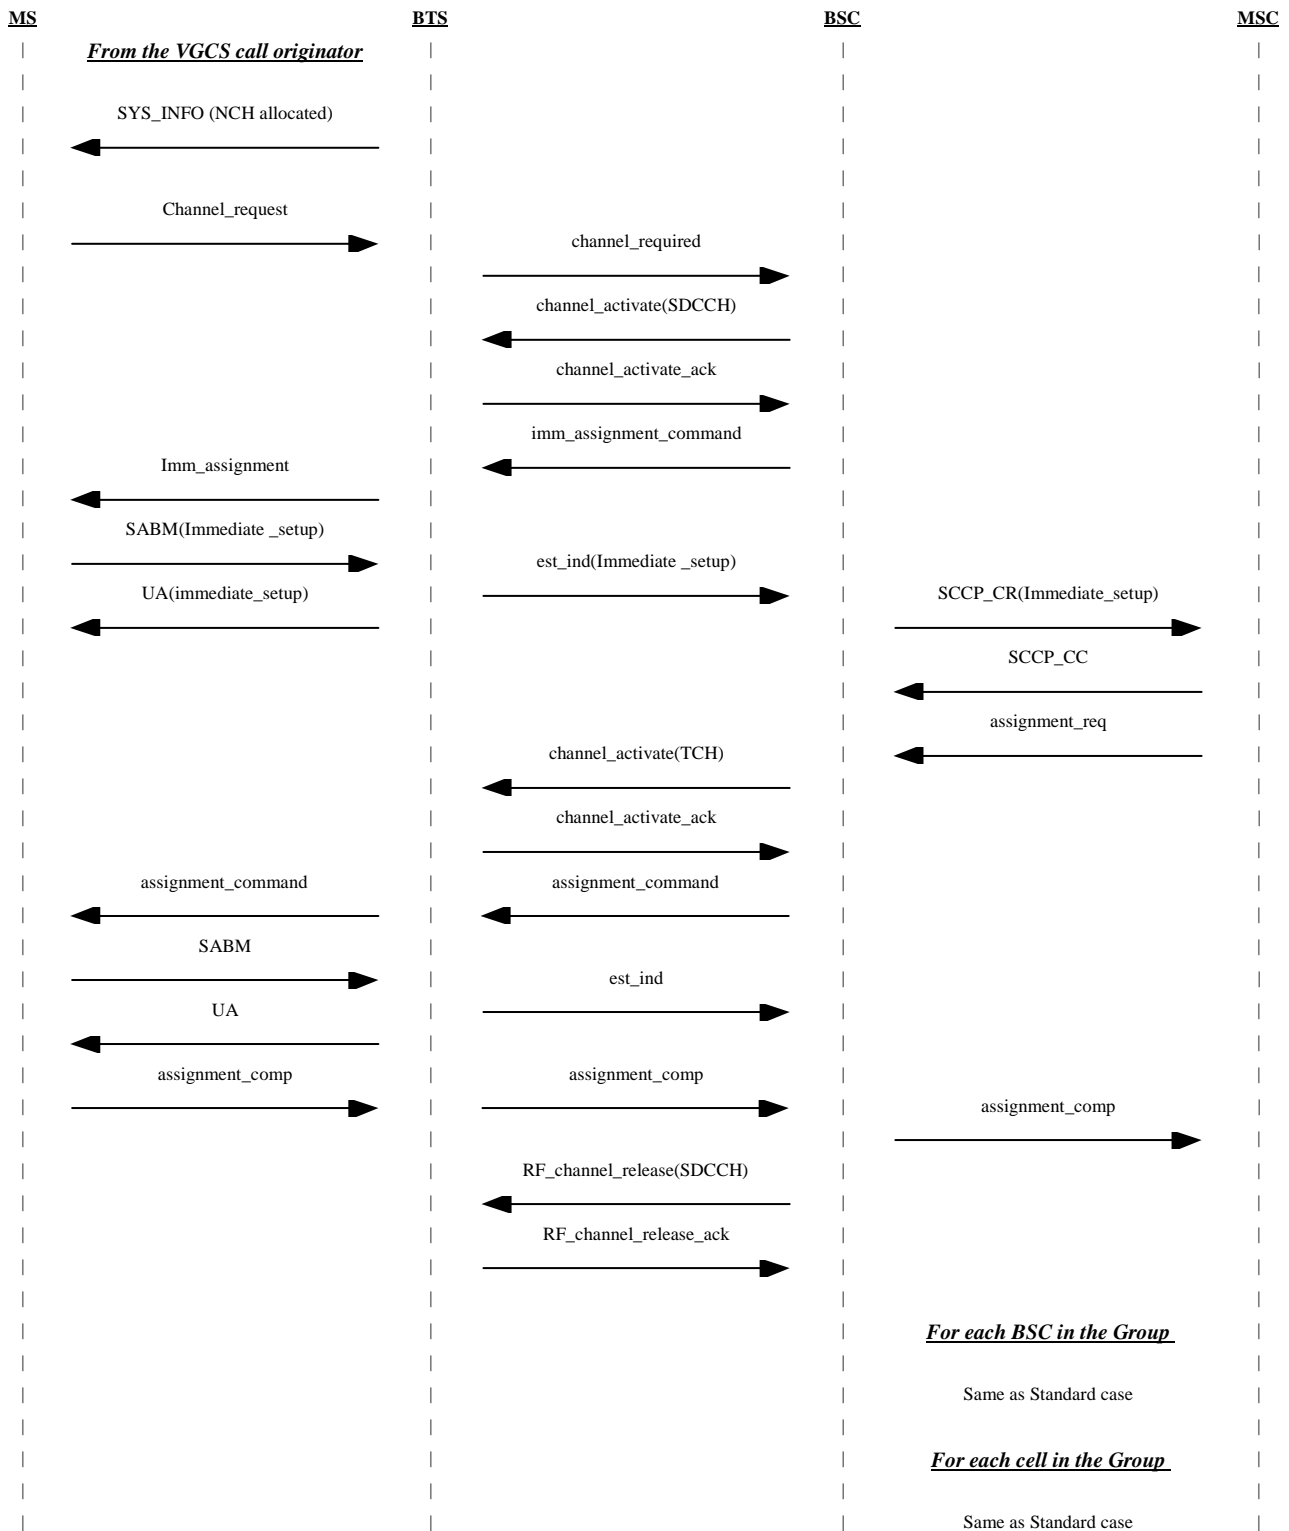 MS BTS BSC MSC
From the VGCS call originator
SYS_INFO (NCH allocated)
Channel_request
channel_required
channel_activate(SDCCH)
channel_activate_ack
imm_assignment_command
Imm_assignment
SABM(Immediate _setup)
est_ind(Immediate _setup)
UA(immediate_setup)
SCCP_CR(Immediate_setup)
SCCP_CC
assignment_req
channel_activate(TCH)
channel_activate_ack
assignment_command assignment_command
SABM
est_ind
UA
assignment_comp assignment_comp
assignment_comp
RF_channel_release(SDCCH)
RF_channel_release_ack
For each BSC in the Group
Same as Standard case
For each cell in the Group
Same as Standard case